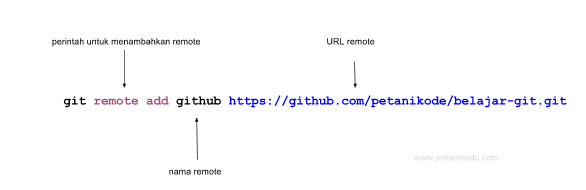 perintah untuk menambahkan remote
URL remote
git remote add github https://github.com/petanikode/belajar-git.git
nama remote
www.petanikode.com